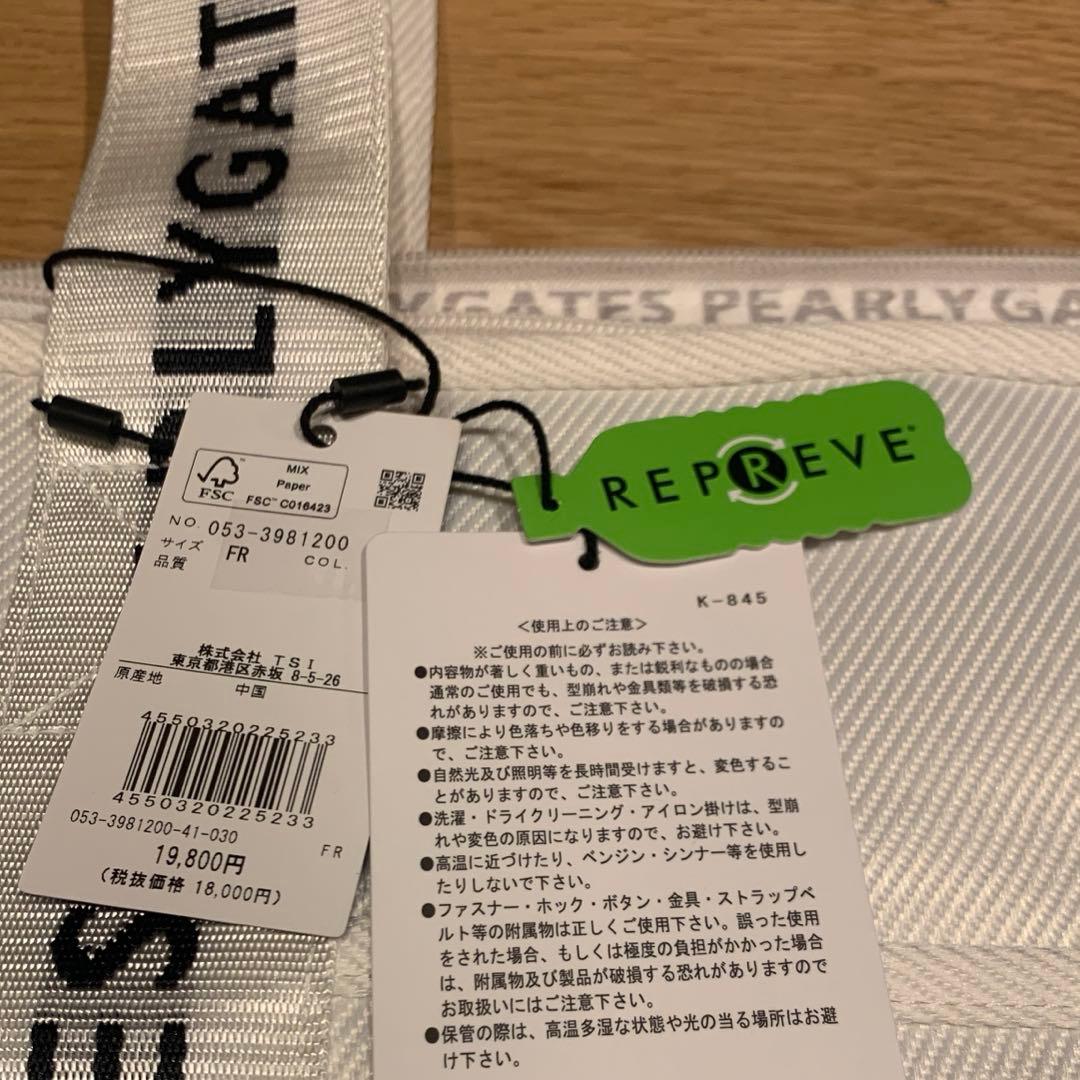 PEARLYGATES
Y GATES PEARLY GA
FSC
MIX
Paper
FSC™ C016423
NO. 053-3981200
サイズ FR COL.
品質
株式会社 TSI
東京都港区赤坂 8-5-26
原産地 中国
4550320225233
4550320225233
053-3981200-41-030
FR
19,800円
(税抜価格 18,000円)
REPREVE®
K-845
<使用上のご注意>
※ご使用の前に必ずお読み下さい。
●内容物が著しく重いもの、または鋭利なものの場合
通常のご使用でも、型崩れや金具類等を破損する恐
れがありますので、ご注意下さい。
●摩擦により色落ちや色移りをする場合がありますの
で、ご注意下さい。
●自然光及び照明等を長時間受けますと、変色するこ
とがありますので、ご注意下さい。
●洗濯・ドライクリーニング・アイロン掛けは、型崩
れや変色の原因になりますので、お避け下さい。
●高温に近づけたり、ベンジン・シンナー等を使用し
たりしないで下さい。
●ファスナー・ホック・ボタン・金具・ストラップベ
ルト等の附属物は正しくご使用下さい。誤った使用
をされた場合、もしくは極度の負担がかかった場合
は、附属物及び製品が破損する恐れがありますので
お取扱いにはご注意下さい。
●保管の際は、高温多湿な状態や光の当る場所はお避
け下さい。